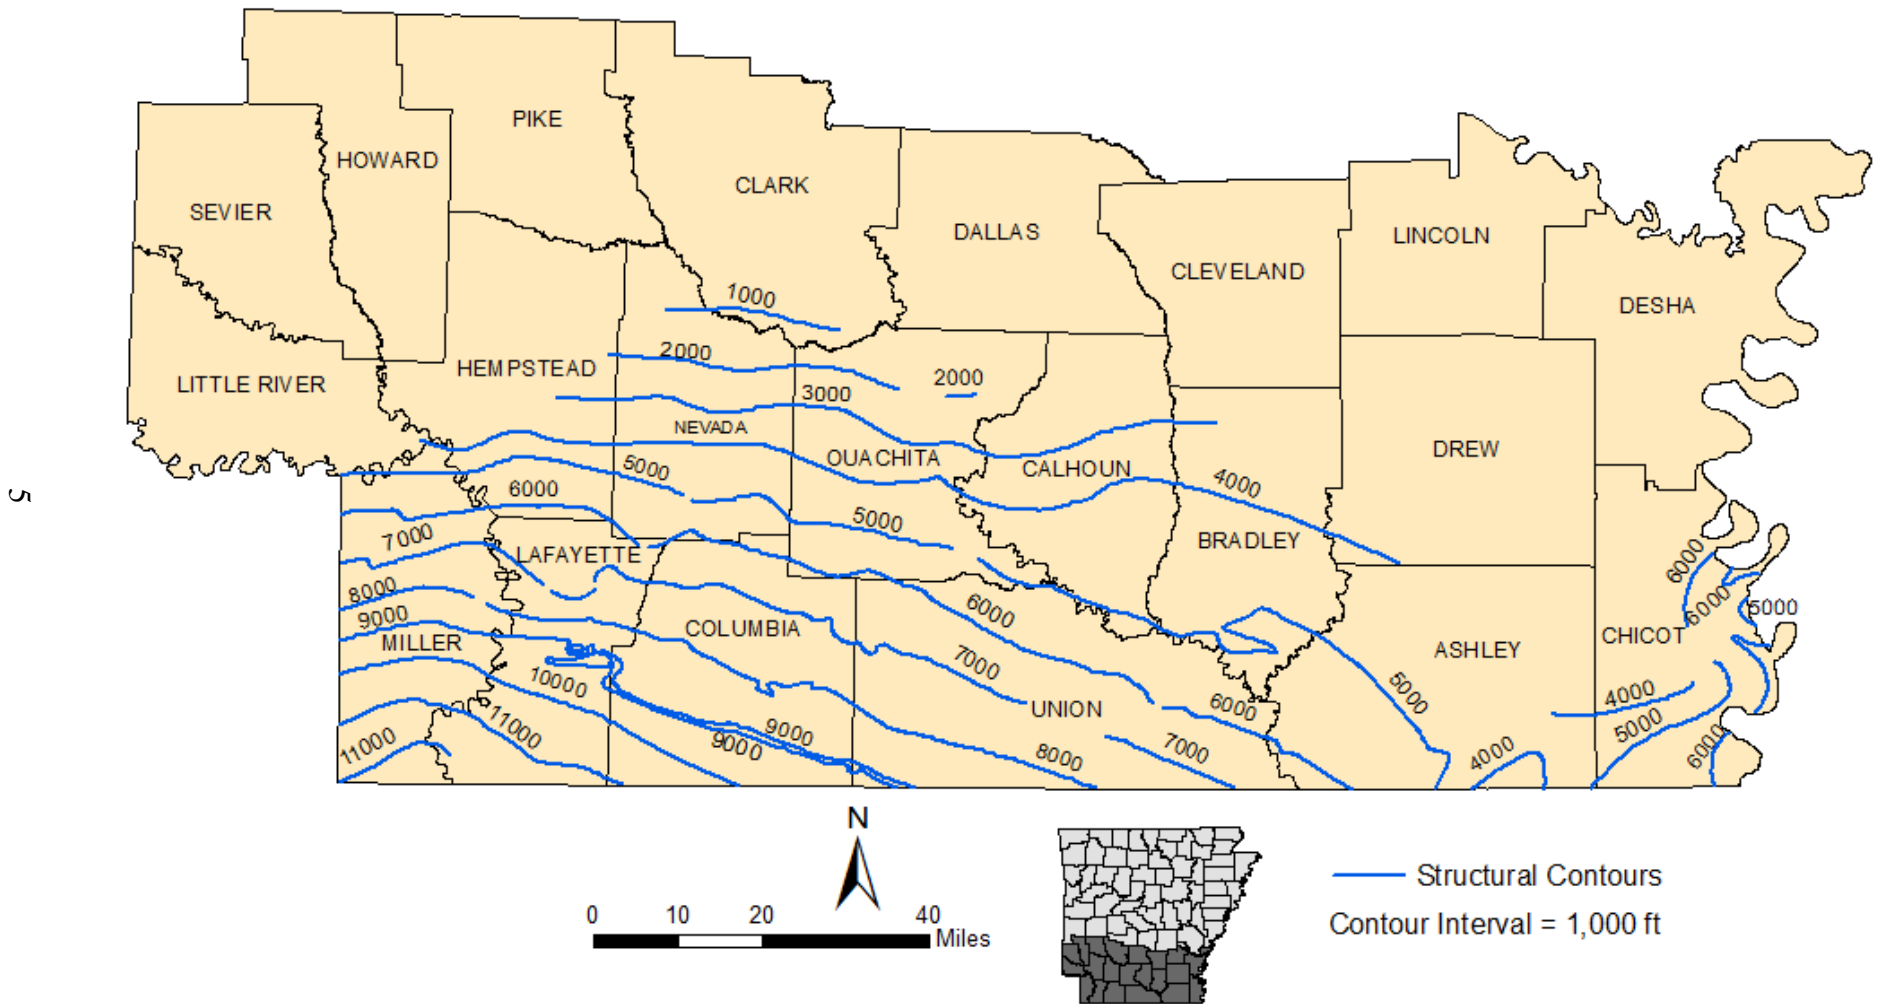 PIKE
HOWARD
CLARK
SEVIER
DALLAS
LINCOLN
CLEVELAND
DESHA
1000
2000
HEMPSTEAD
LITTLE RIVER
2000
3000
NEVADA
DREW
OUACHITA
CALHOUN
5000
4000
5
6000
5000
7000
LAFAYETTE
BRADLEY
6000
8000
6000
6000
5000
9000
COLUMBIA
MILLER
CHICOT
ASHLEY
7000
10000
5000
4000
UNION
6000
11000
5000
9000
11000
9000
7000
8000
4000
6000
N
0 10 20 40
Miles
Structural Contours
Contour Interval = 1,000 ft